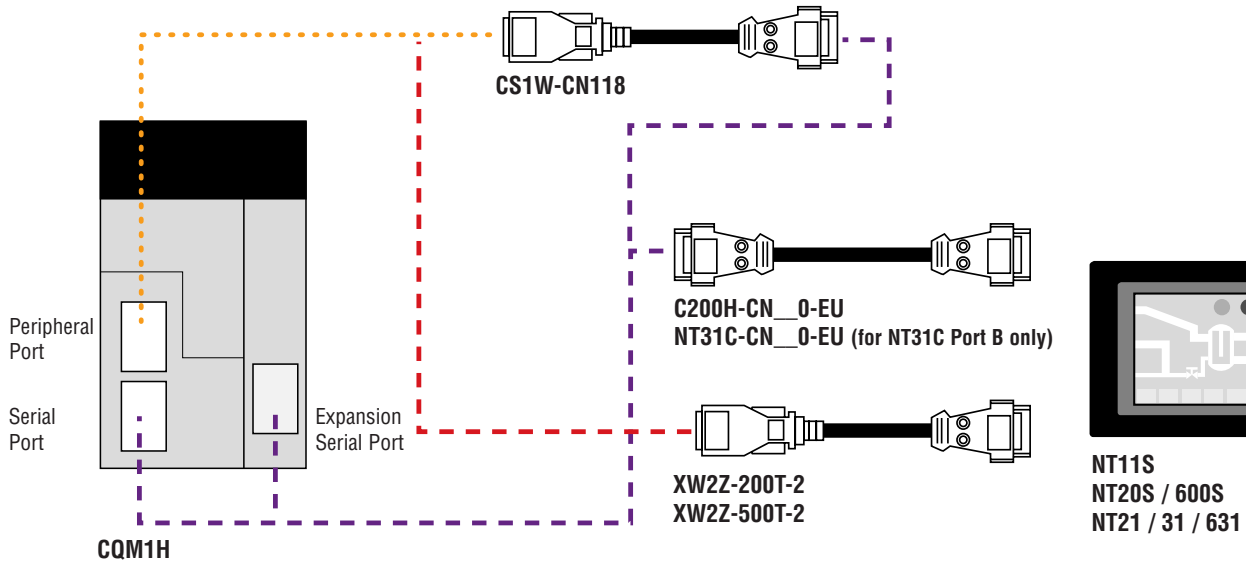 CS1W-CN118
Peripheral
Port
Serial
Port
Expansion
Serial Port
CQM1H
C200H-CN__0-EU
NT31C-CN__0-EU (for NT31C Port B only)
XW2Z-200T-2
XW2Z-500T-2
NT11S
NT20S / 600S
NT21 / 31 / 631